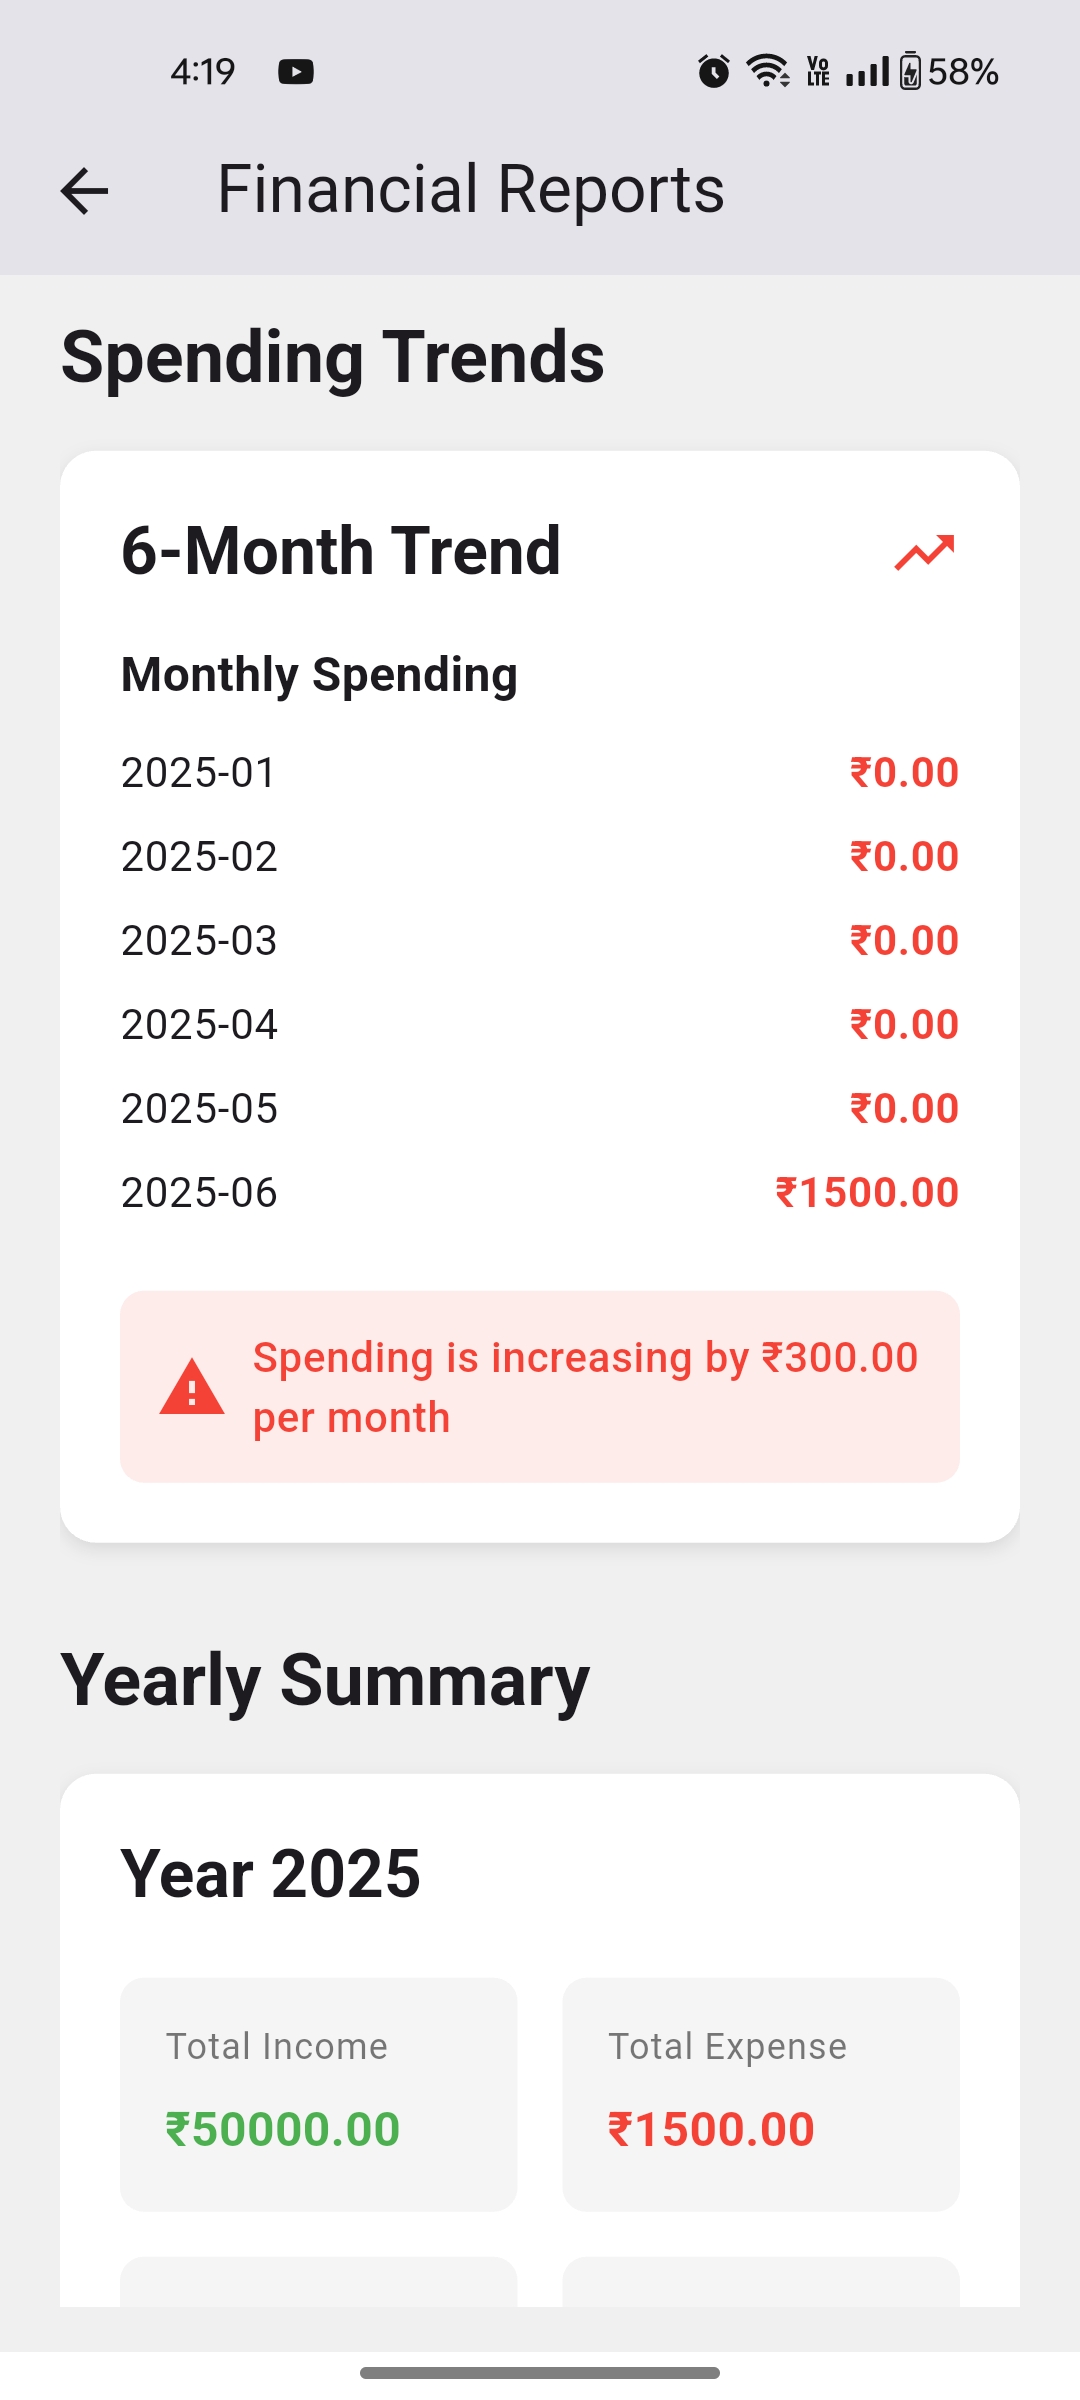 4:19
Vo
LTE
58%
Financial Reports
Spending Trends
6-Month Trend
Monthly Spending
2025-01 ₹0.00
2025-02 ₹0.00
2025-03 ₹0.00
2025-04 ₹0.00
2025-05 ₹0.00
2025-06 ₹1500.00
Spending is increasing by ₹300.00
per month
Yearly Summary
Year 2025
Total Income Total Expense
₹50000.00 ₹1500.00